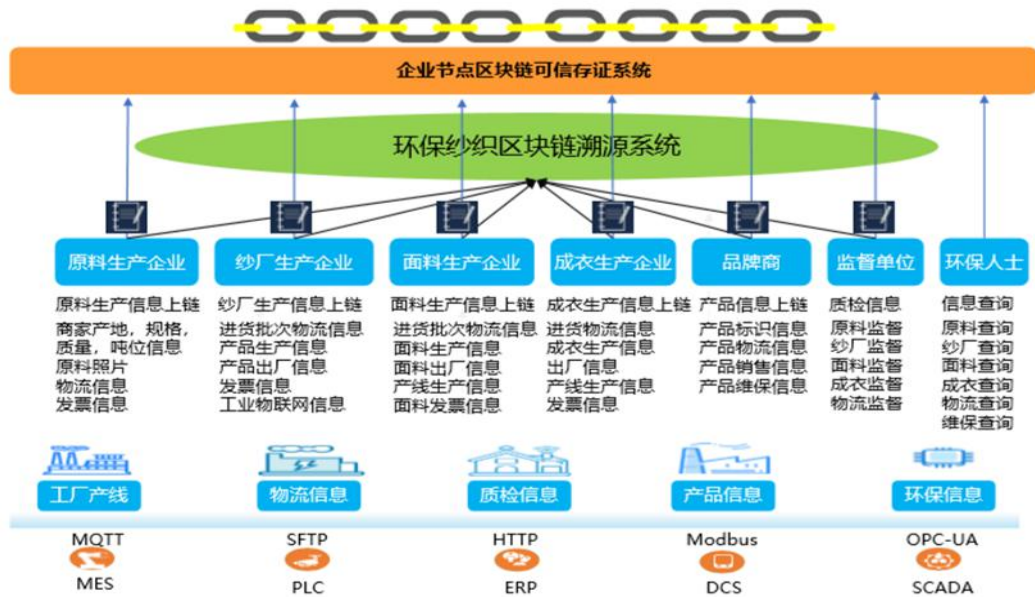 企业节点区块链可信存证系统
环保纱织区块链溯源系统
原料生产企业
纱厂生产企业
面料生产企业
成衣生产企业
品牌商
监督单位
环保人士
原料生产信息上链
商家产地，规格，
质量，吨位信息
原料照片
物流信息
发票信息
纱厂生产信息上链
进货批次物流信息
产品生产信息
产品出厂信息
发票信息
工业物联网信息
面料生产信息上链
进货批次物流信息
面料生产信息
面料出厂信息
产线生产信息
面料发票信息
成衣生产信息上链
进货物流信息
成衣生产信息
出厂信息
产线生产信息
发票信息
产品信息上链
产品标识信息
产品物流信息
产品销售信息
产品维保信息
质检信息
原料监督
纱厂监督
面料监督
成衣监督
物流监督
信息查询
原料查询
纱厂查询
面料查询
成衣查询
物流查询
维保查询
工厂产线
物流信息
质检信息
产品信息
环保信息
MQTT
SFTP
HTTP
Modbus
OPC-UA
MES
PLC
ERP
DCS
SCADA